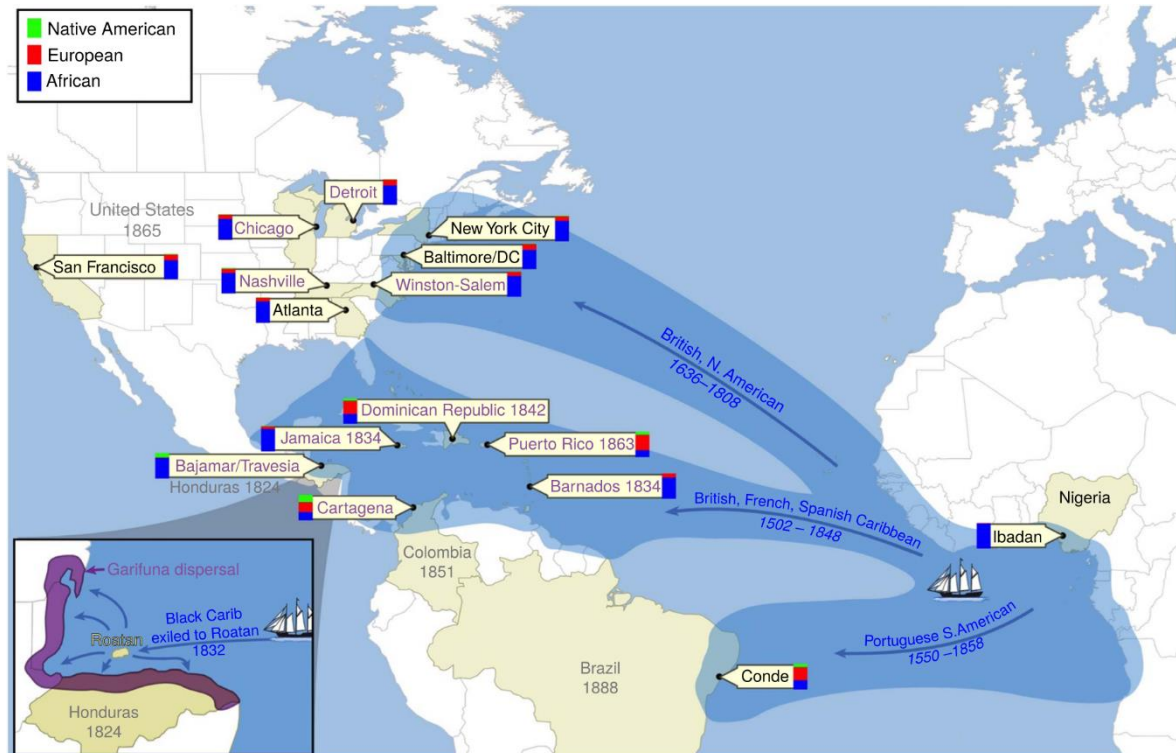 Native American
European
African
United States
1865
Detroit
Chicago
New York City
Baltimore/DC
San Francisco
Nashville
Winston-Salem
Atlanta
British, N. American
1636–1808
Dominican Republic 1842
Jamaica 1834
Puerto Rico 1863
Bajamar/Travesia
Honduras 1824
Barnados 1834
Cartagena
British, French, Spanish Caribbean
1502 – 1848
Nigeria
Ibadan
Colombia
1851
Portuguese S.American
1550 –1858
Brazil
1888
Conde
Garifuna dispersal
Black Carib
exiled to Roatan
1832
Roatan
Honduras
1824